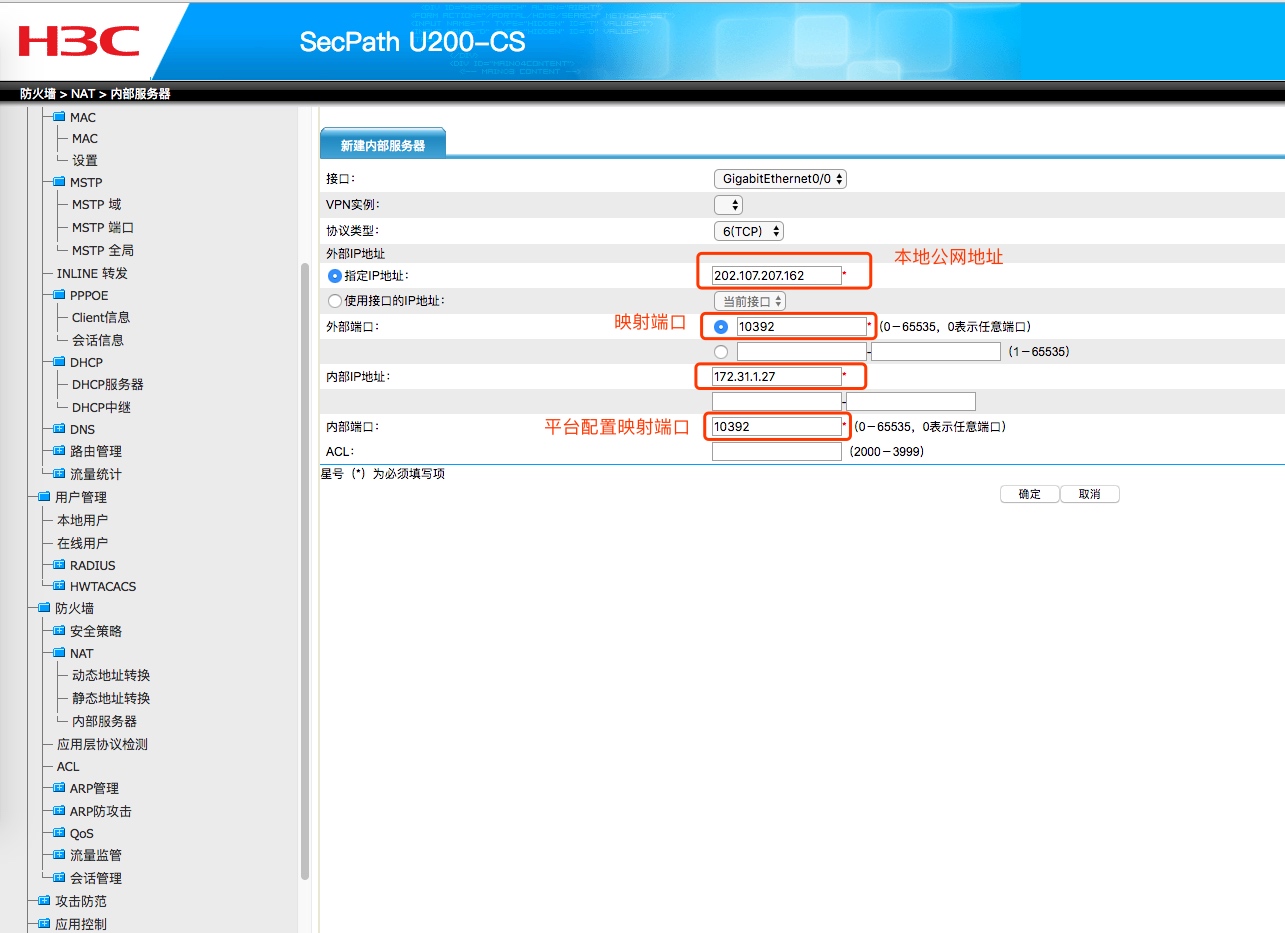 H3C
SecPath U200-CS
防火墙 > NAT > 内部服务器
MAC
MAC
设置
MSTP
MSTP 域
MSTP 端口
MSTP 全局
INLINE 转发
PPPOE
Client信息
会话信息
DHCP
DHCP服务器
DHCP中继
DNS
路由管理
流量统计
用户管理
本地用户
在线用户
RADIUS
HWTACACS
防火墙
安全策略
NAT
动态地址转换
静态地址转换
内部服务器
应用层协议检测
ACL
ARP管理
ARP防攻击
QoS
流量监管
会话管理
攻击防范
应用控制
新建内部服务器
接口： GigabitEthernet0/0
VPN实例：
协议类型： 6(TCP)
外部IP地址 本地公网地址
指定IP地址： 202.107.207.162 *
使用接口的IP地址： 当前接口
外部端口： 映射端口 10392 * (0－65535，0表示任意端口)
- (1－65535)
内部IP地址： 172.31.1.27 *
-
内部端口： 平台配置映射端口 10392 * (0－65535，0表示任意端口)
ACL： (2000－3999)
星号（*）为必须填写项
确定 取消